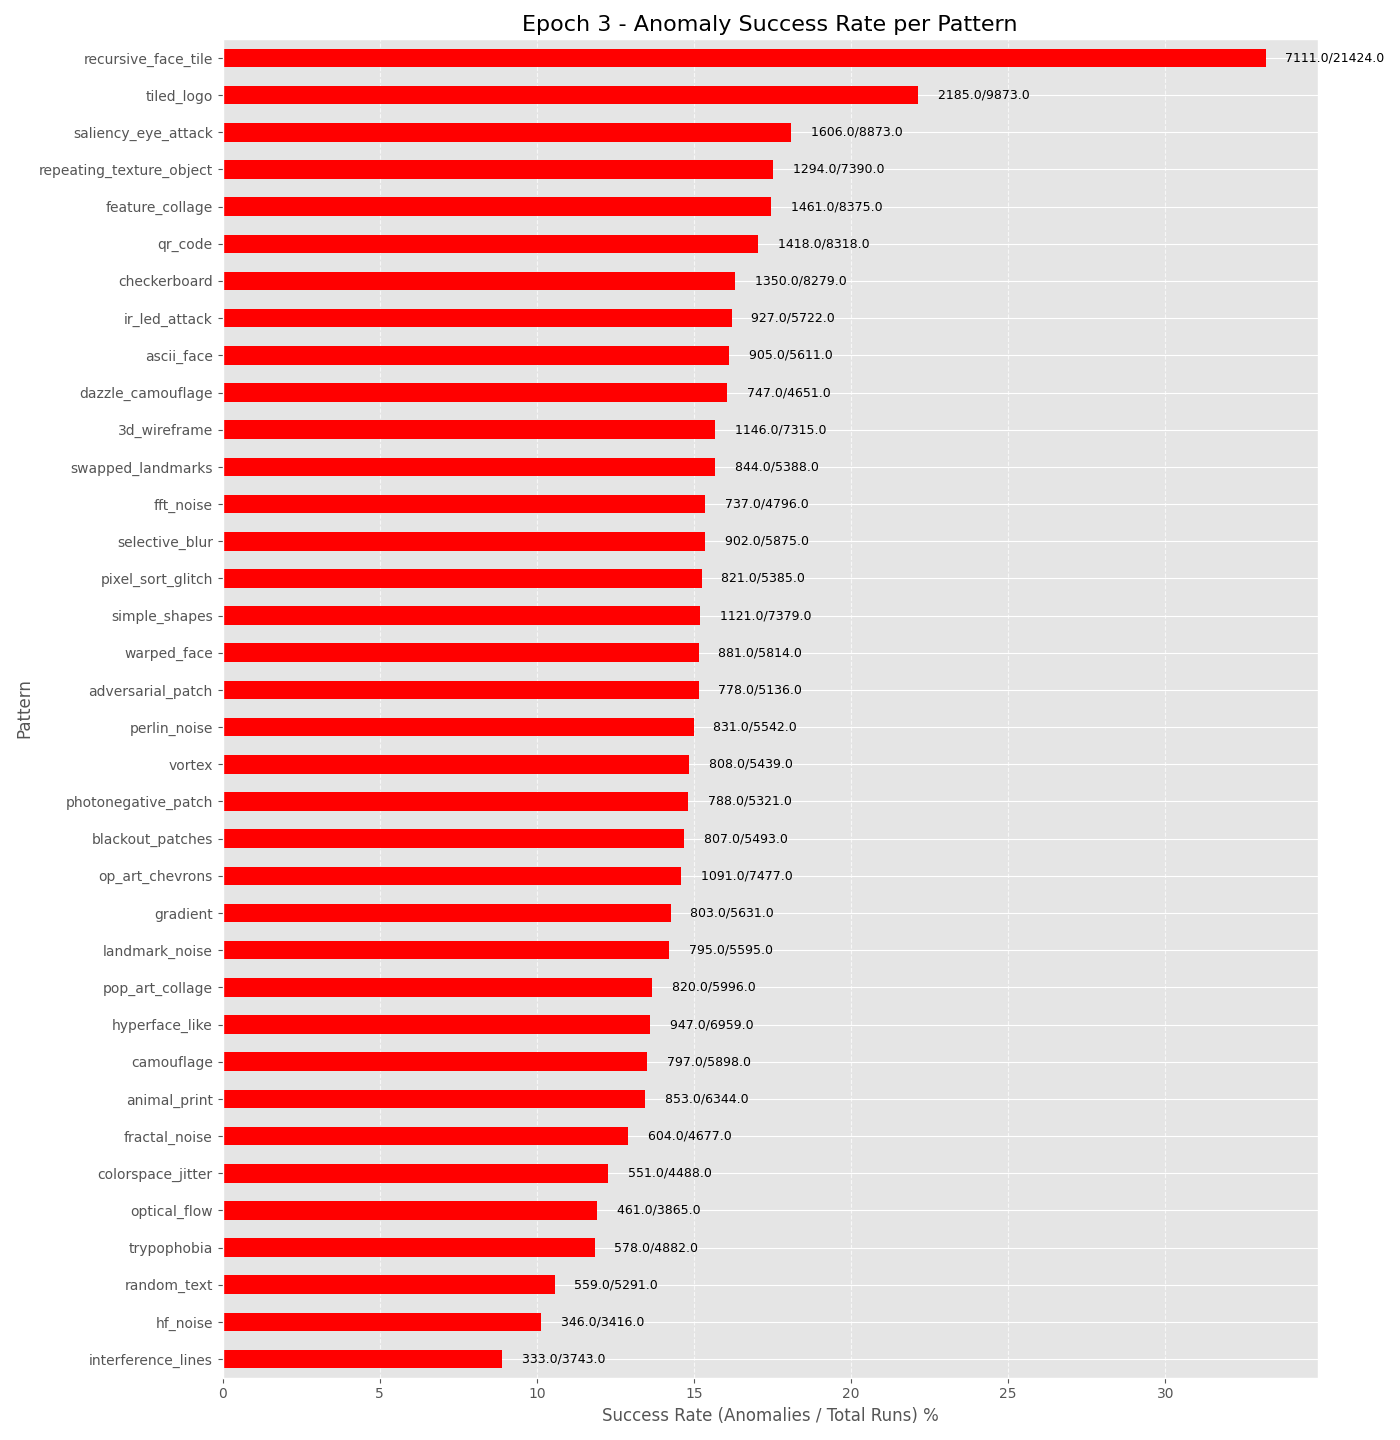 Epoch 3 - Anomaly Success Rate per Pattern
recursive_face_tile 7111.0/21424.0
tiled_logo 2185.0/9873.0
saliency_eye_attack 1606.0/8873.0
repeating_texture_object 1294.0/7390.0
feature_collage 1461.0/8375.0
qr_code 1418.0/8318.0
checkerboard 1350.0/8279.0
ir_led_attack 927.0/5722.0
ascii_face 905.0/5611.0
dazzle_camouflage 747.0/4651.0
3d_wireframe 1146.0/7315.0
swapped_landmarks 844.0/5388.0
fft_noise 737.0/4796.0
selective_blur 902.0/5875.0
pixel_sort_glitch 821.0/5385.0
simple_shapes 1121.0/7379.0
warped_face 881.0/5814.0
adversarial_patch 778.0/5136.0
perlin_noise 831.0/5542.0
vortex 808.0/5439.0
photonegative_patch 788.0/5321.0
blackout_patches 807.0/5493.0
op_art_chevrons 1091.0/7477.0
gradient 803.0/5631.0
landmark_noise 795.0/5595.0
pop_art_collage 820.0/5996.0
hyperface_like 947.0/6959.0
camouflage 797.0/5898.0
animal_print 853.0/6344.0
fractal_noise 604.0/4677.0
colorspace_jitter 551.0/4488.0
optical_flow 461.0/3865.0
trypophobia 578.0/4882.0
random_text 559.0/5291.0
hf_noise 346.0/3416.0
interference_lines 333.0/3743.0
Pattern
0 5 10 15 20 25 30
Success Rate (Anomalies / Total Runs) %